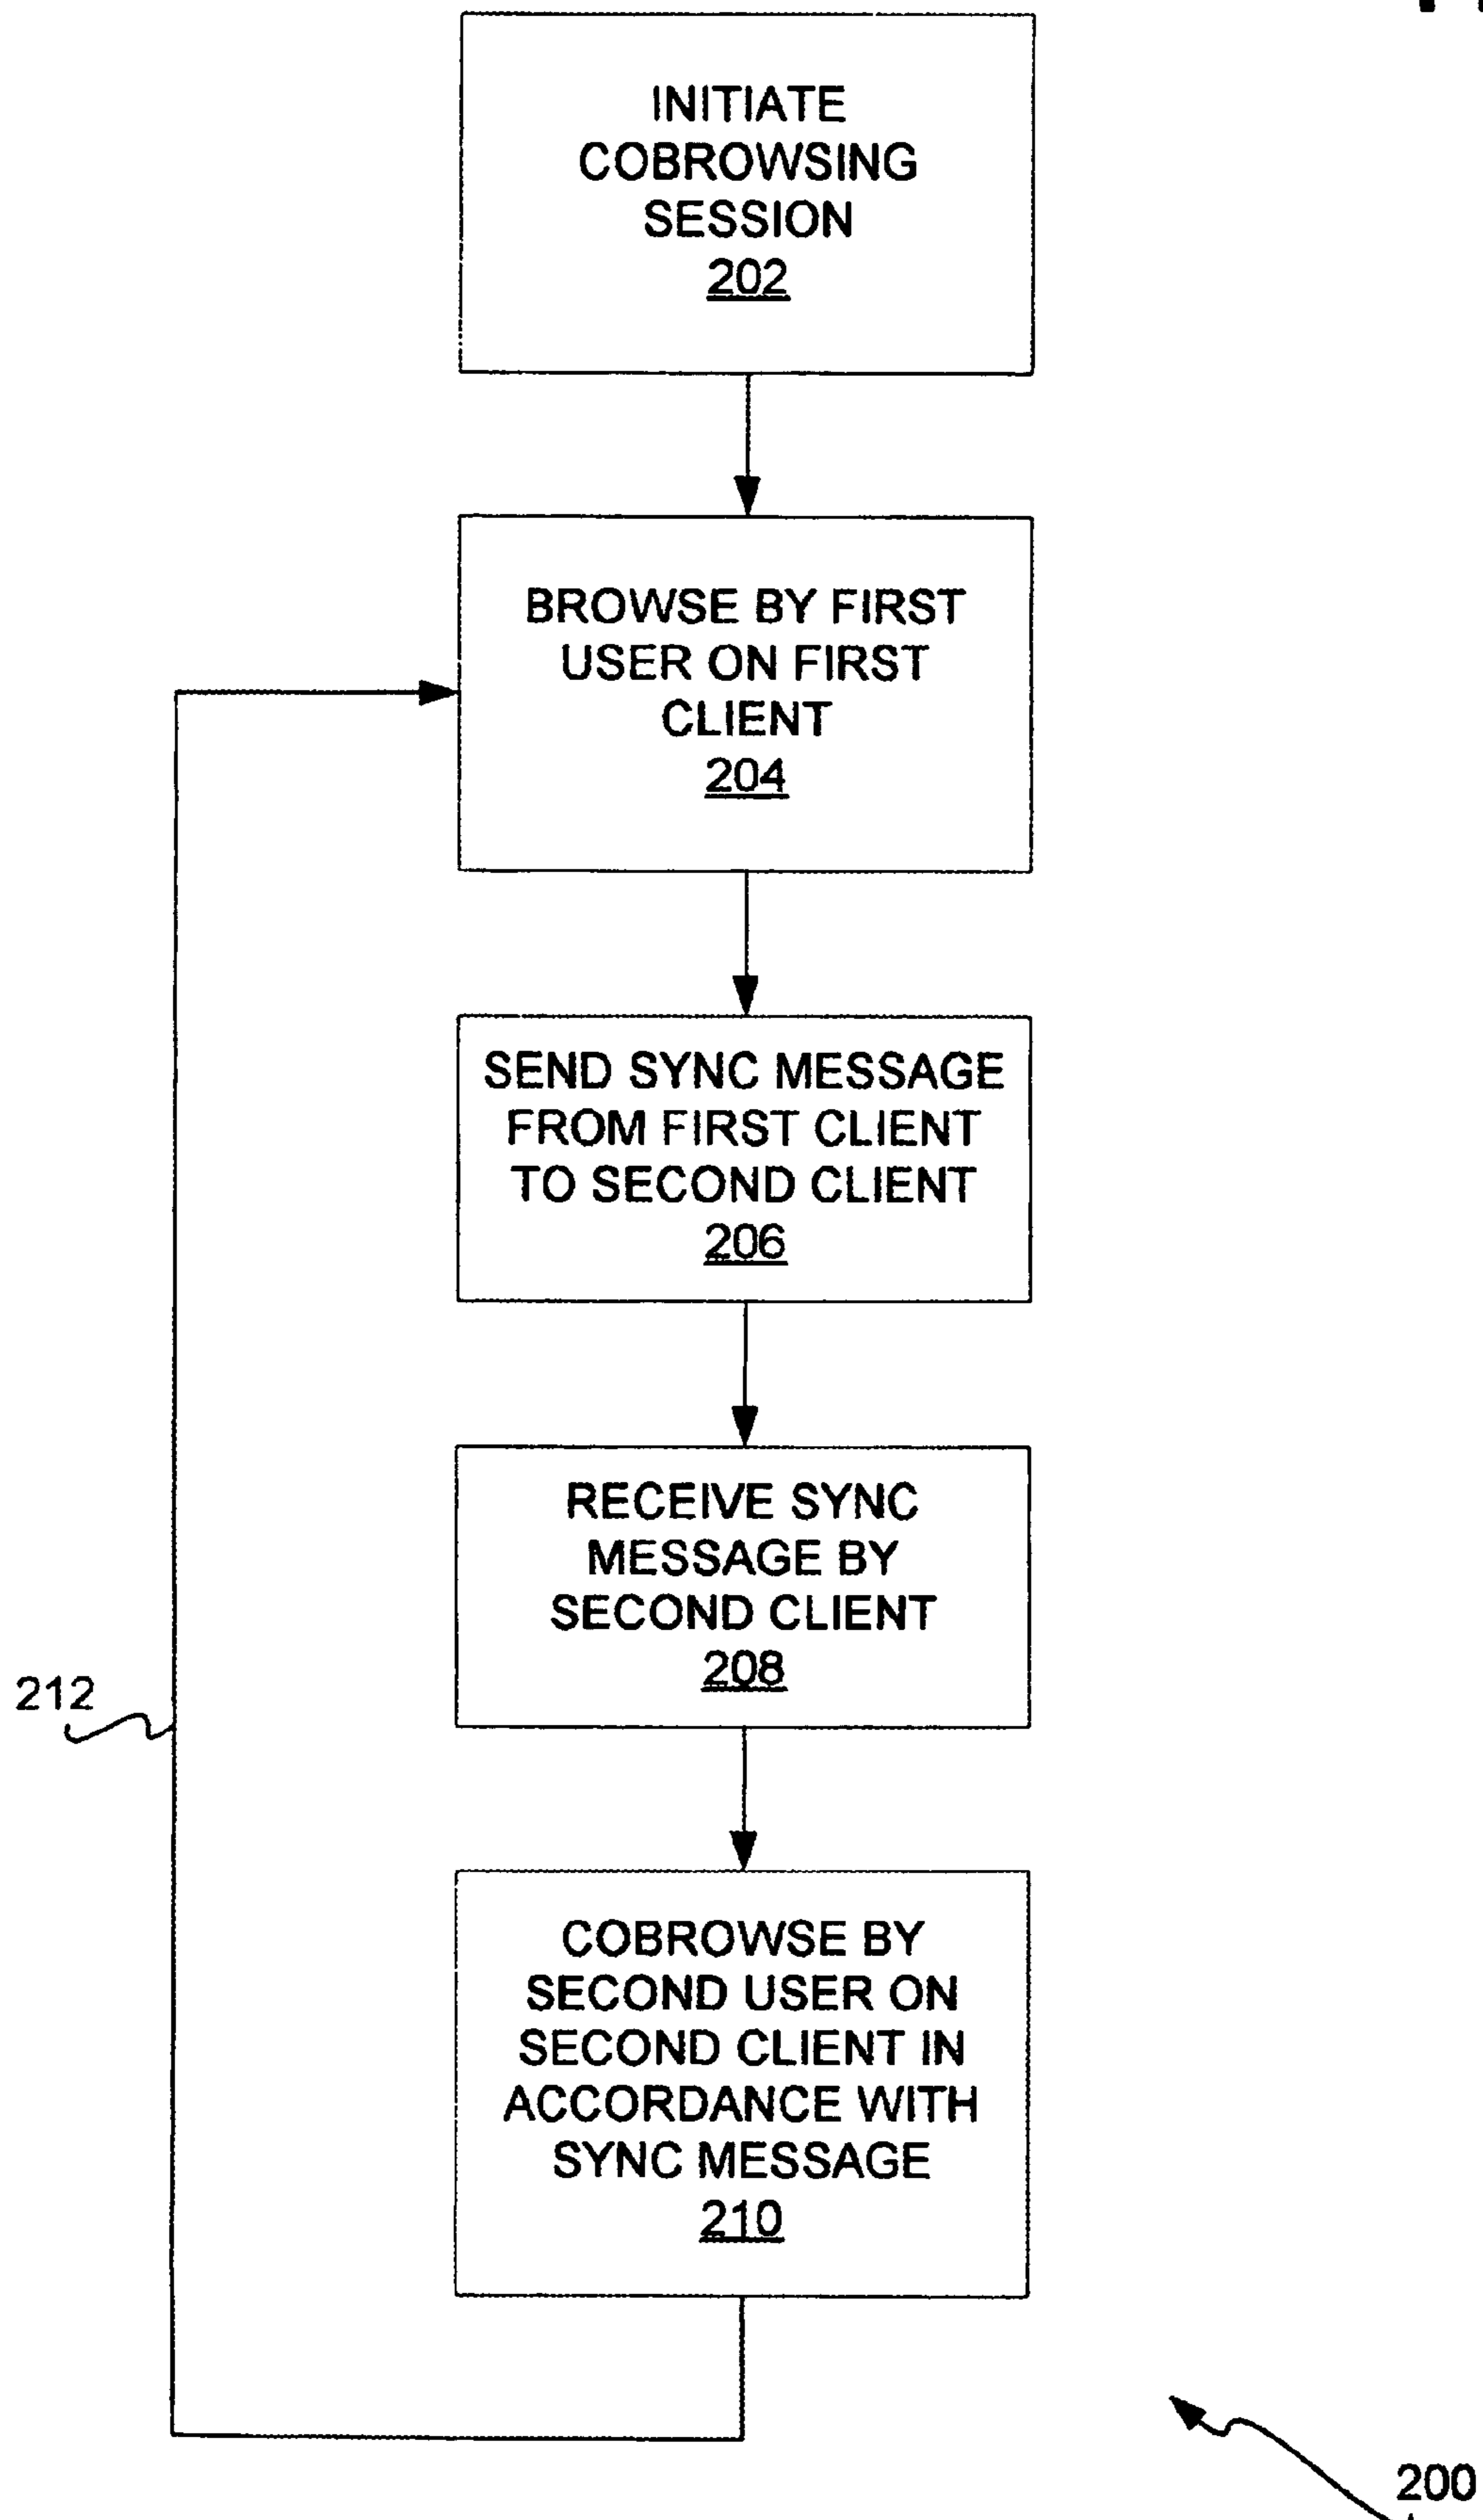 INITIATE
COBROWSING
SESSION
202
BROWSE BY FIRST
USER ON FIRST
CLIENT
204
SEND SYNC MESSAGE
FROM FIRST CLIENT
TO SECOND CLIENT
206
RECEIVE SYNC
MESSAGE BY
SECOND CLIENT
208
212
COBROWSE BY
SECOND USER ON
SECOND CLIENT IN
ACCORDANCE WITH
SYNC MESSAGE
210
200